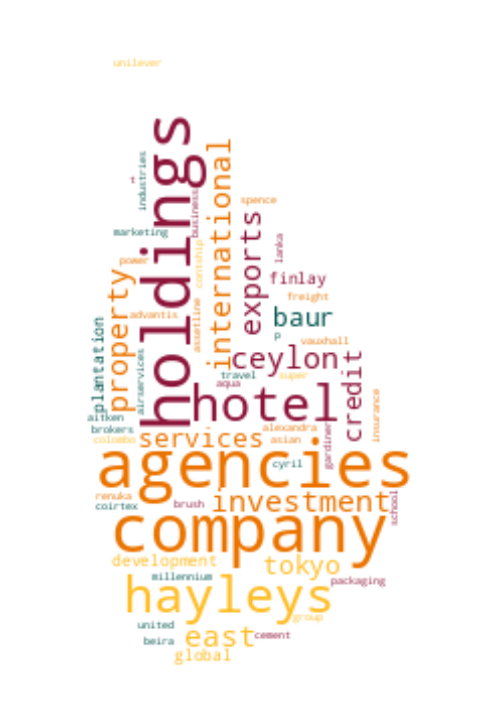 unilever
holdings
international
industries
t
business
spence
marketing
exports
lanka
power
contship
property
finlay
freight
advantis
assetline
baur
plantation
p
vauxhall
airservices
ceylon
credit
travel
super
aqua
hotel
insurance
aitken
brokers
alexandra
colombo
services
asian
gardiner
cyril
agencies
renuka
coirtex
brush
investment
school
company
development
tokyo
millennium
packaging
hayleys
group
united
east
cement
beira
global